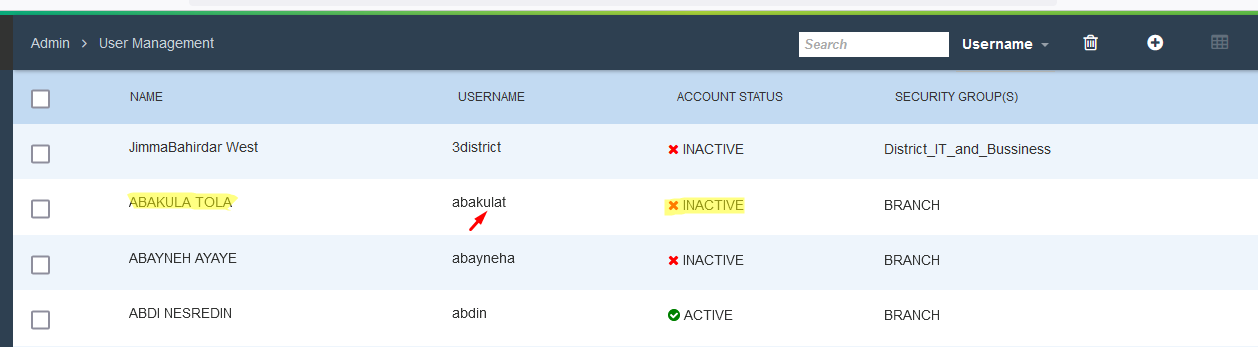 Admin > User Management Search Username
NAME USERNAME ACCOUNT STATUS SECURITY GROUP(S)
JimmaBahirdar West 3district INACTIVE District_IT_and_Bussiness
ABAKULA TOLA abakulat INACTIVE BRANCH
ABAYNEH AYAYE abayneha INACTIVE BRANCH
ABDI NESREDIN abdin ACTIVE BRANCH